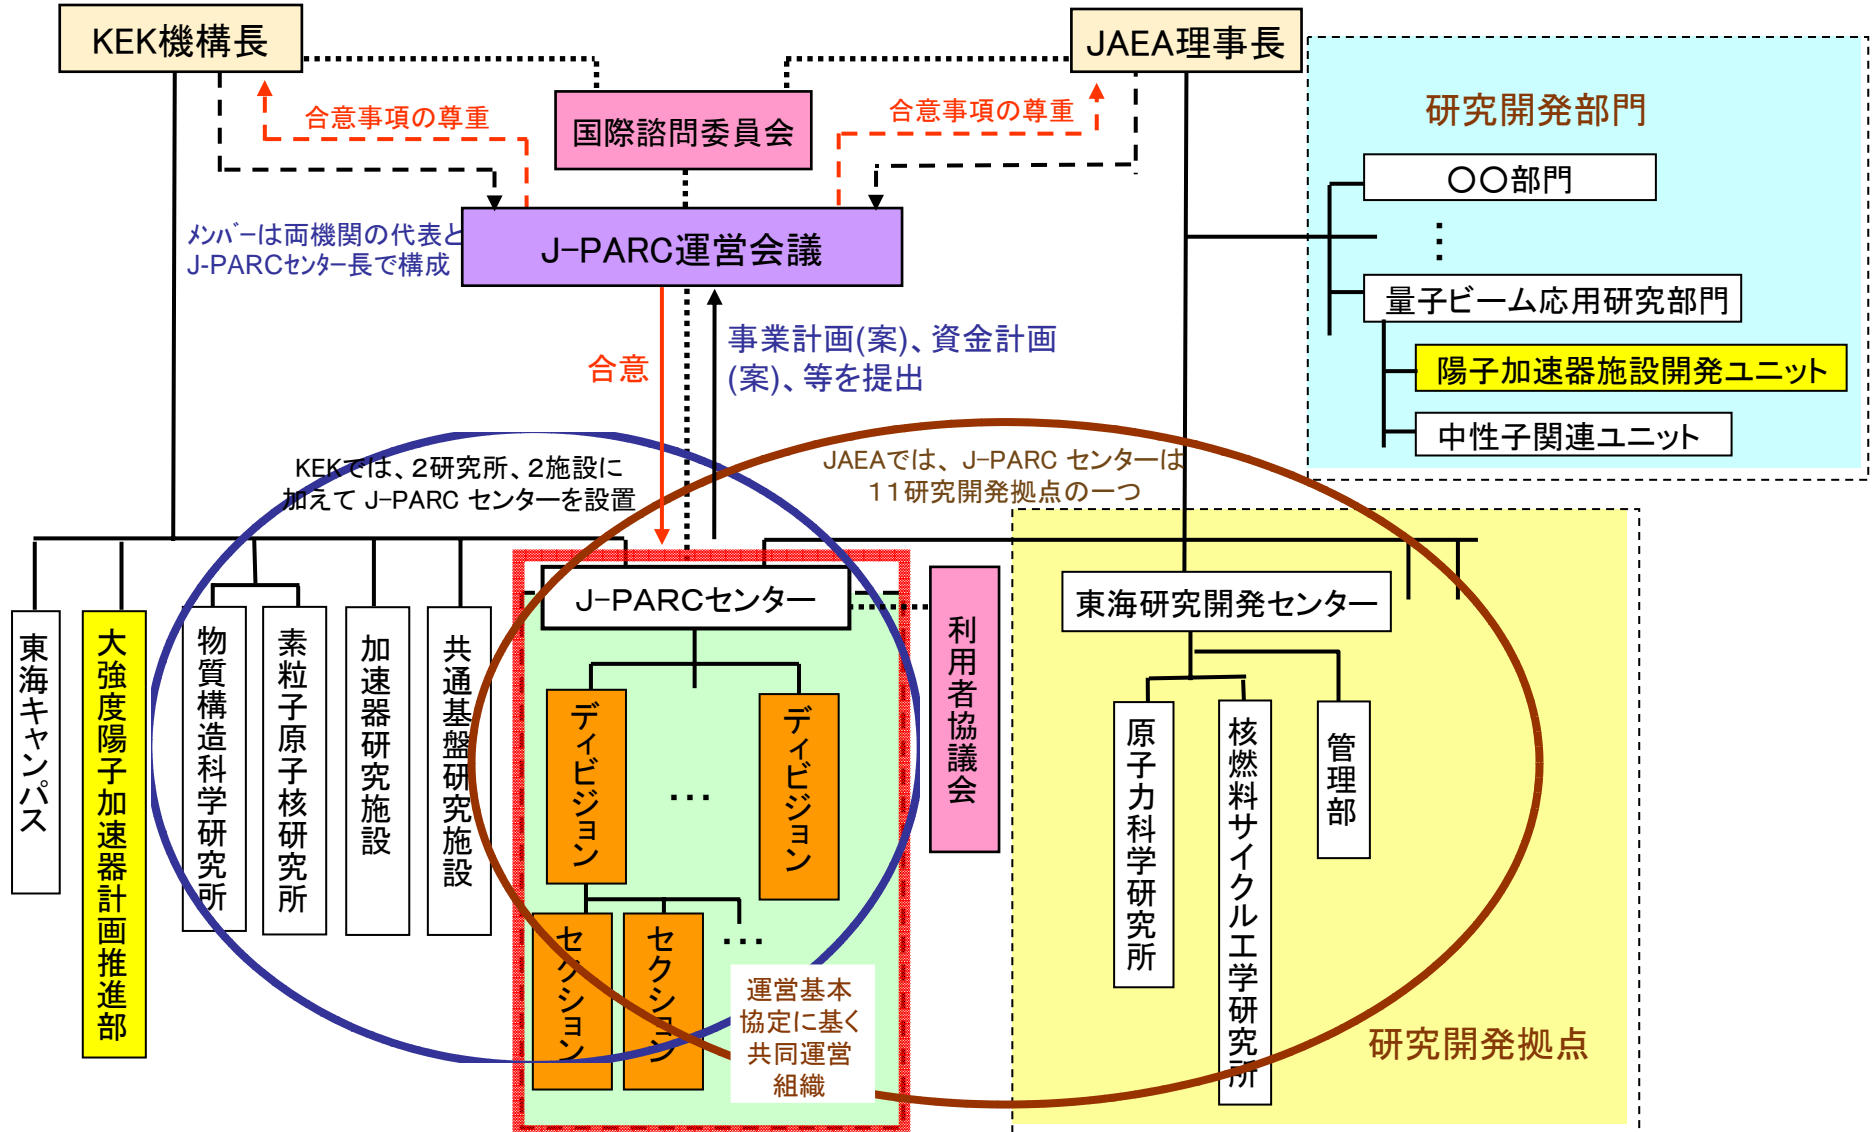 KEK機構長
JAEA理事長
合意事項の尊重
国際諮問委員会
合意事項の尊重
研究開発部門
〇〇部門
⋮
メンバーは両機関の代表と
J-PARCセンター長で構成
J-PARC運営会議
量子ビーム応用研究部門
陽子加速器施設開発ユニット
中性子関連ユニット
合意
事業計画(案)、資金計画
(案)、等を提出
KEKでは、2研究所、2施設に
加えて J-PARC センターを設置
JAEAでは、J-PARC センターは
11研究開発拠点の一つ
J-PARCセンター
東海研究開発センター
東海キャンパス
大強度陽子加速器計画推進部
物質構造科学研究所
素粒子原子核研究所
加速器研究施設
共通基盤研究施設
ディビジョン
…
ディビジョン
利用者協議会
原子力科学研究所
核燃料サイクル工学研究所
管理部
セクション
セクション
…
運営基本
協定に基く
共同運営
組織
研究開発拠点